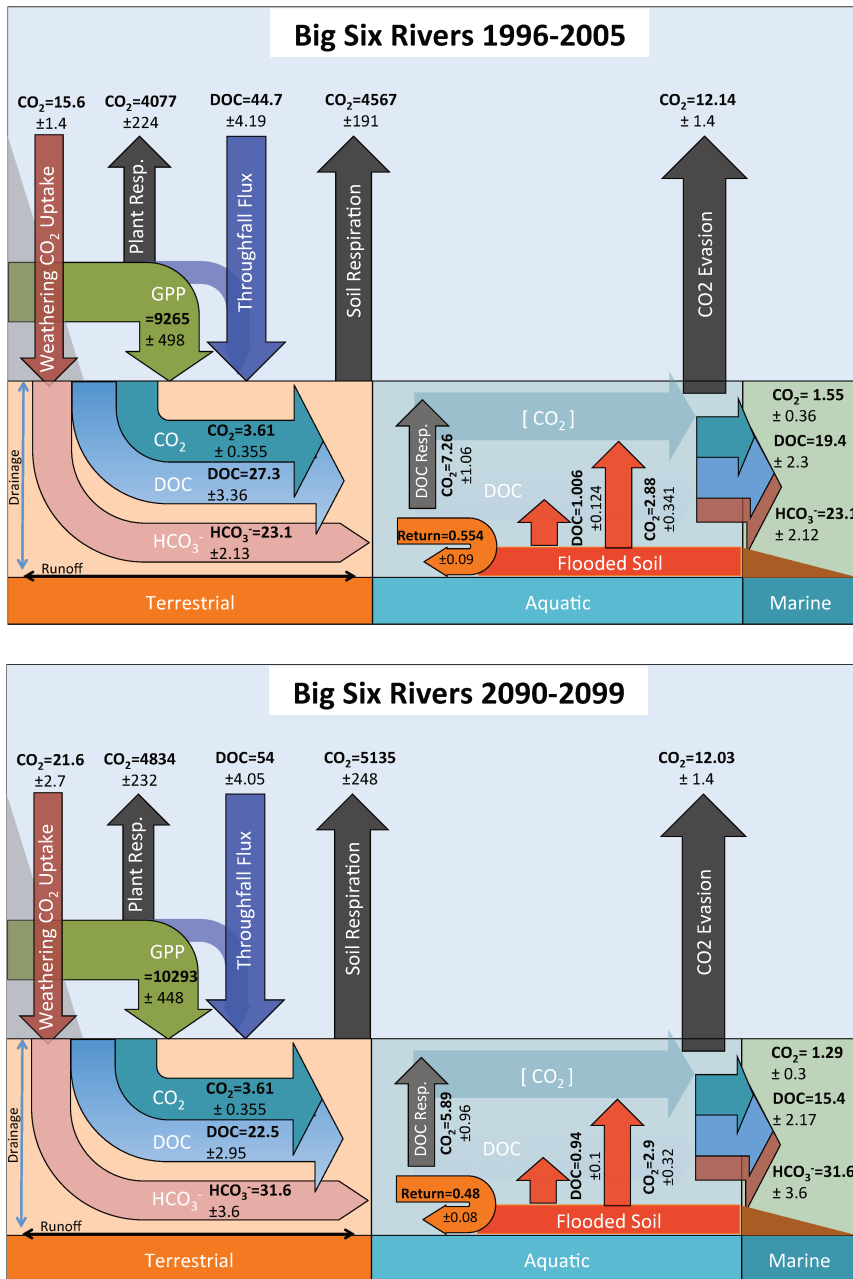 Big Six Rivers 1996-2005
CO₂=15.6
±1.4
CO₂=4077
±224
DOC=44.7
±4.19
CO₂=4567
±191
CO₂=12.14
± 1.4
Weathering CO₂ Uptake
Plant Resp.
Throughfall Flux
Soil Respiration
CO2 Evasion
GPP
=9265
± 498
Drainage
CO₂
CO₂=3.61
± 0.355
DOC
DOC=27.3
±3.36
HCO₃⁻
HCO₃⁻=23.1
±2.13
Runoff
[ CO₂ ]
DOC Resp.
CO₂=7.26
±1.06
DOC
DOC=1.006
±0.124
CO₂=2.88
±0.341
Return=0.554
±0.09
Flooded Soil
CO₂= 1.55
± 0.36
DOC=19.4
± 2.3
HCO₃⁻=23.1
± 2.12
Terrestrial
Aquatic
Marine
Big Six Rivers 2090-2099
CO₂=21.6
±2.7
CO₂=4834
±232
DOC=54
±4.05
CO₂=5135
±248
CO₂=12.03
± 1.4
Weathering CO₂ Uptake
Plant Resp.
Throughfall Flux
Soil Respiration
CO2 Evasion
GPP
=10293
± 448
Drainage
CO₂
CO₂=3.61
± 0.355
DOC
DOC=22.5
±2.95
HCO₃⁻
HCO₃⁻=31.6
±3.6
Runoff
[ CO₂ ]
DOC Resp.
CO₂=5.89
±0.96
DOC
DOC=0.94
±0.1
CO₂=2.9
±0.32
Return=0.48
±0.08
Flooded Soil
CO₂= 1.29
± 0.3
DOC=15.4
± 2.17
HCO₃⁻=31.6
± 3.6
Terrestrial
Aquatic
Marine